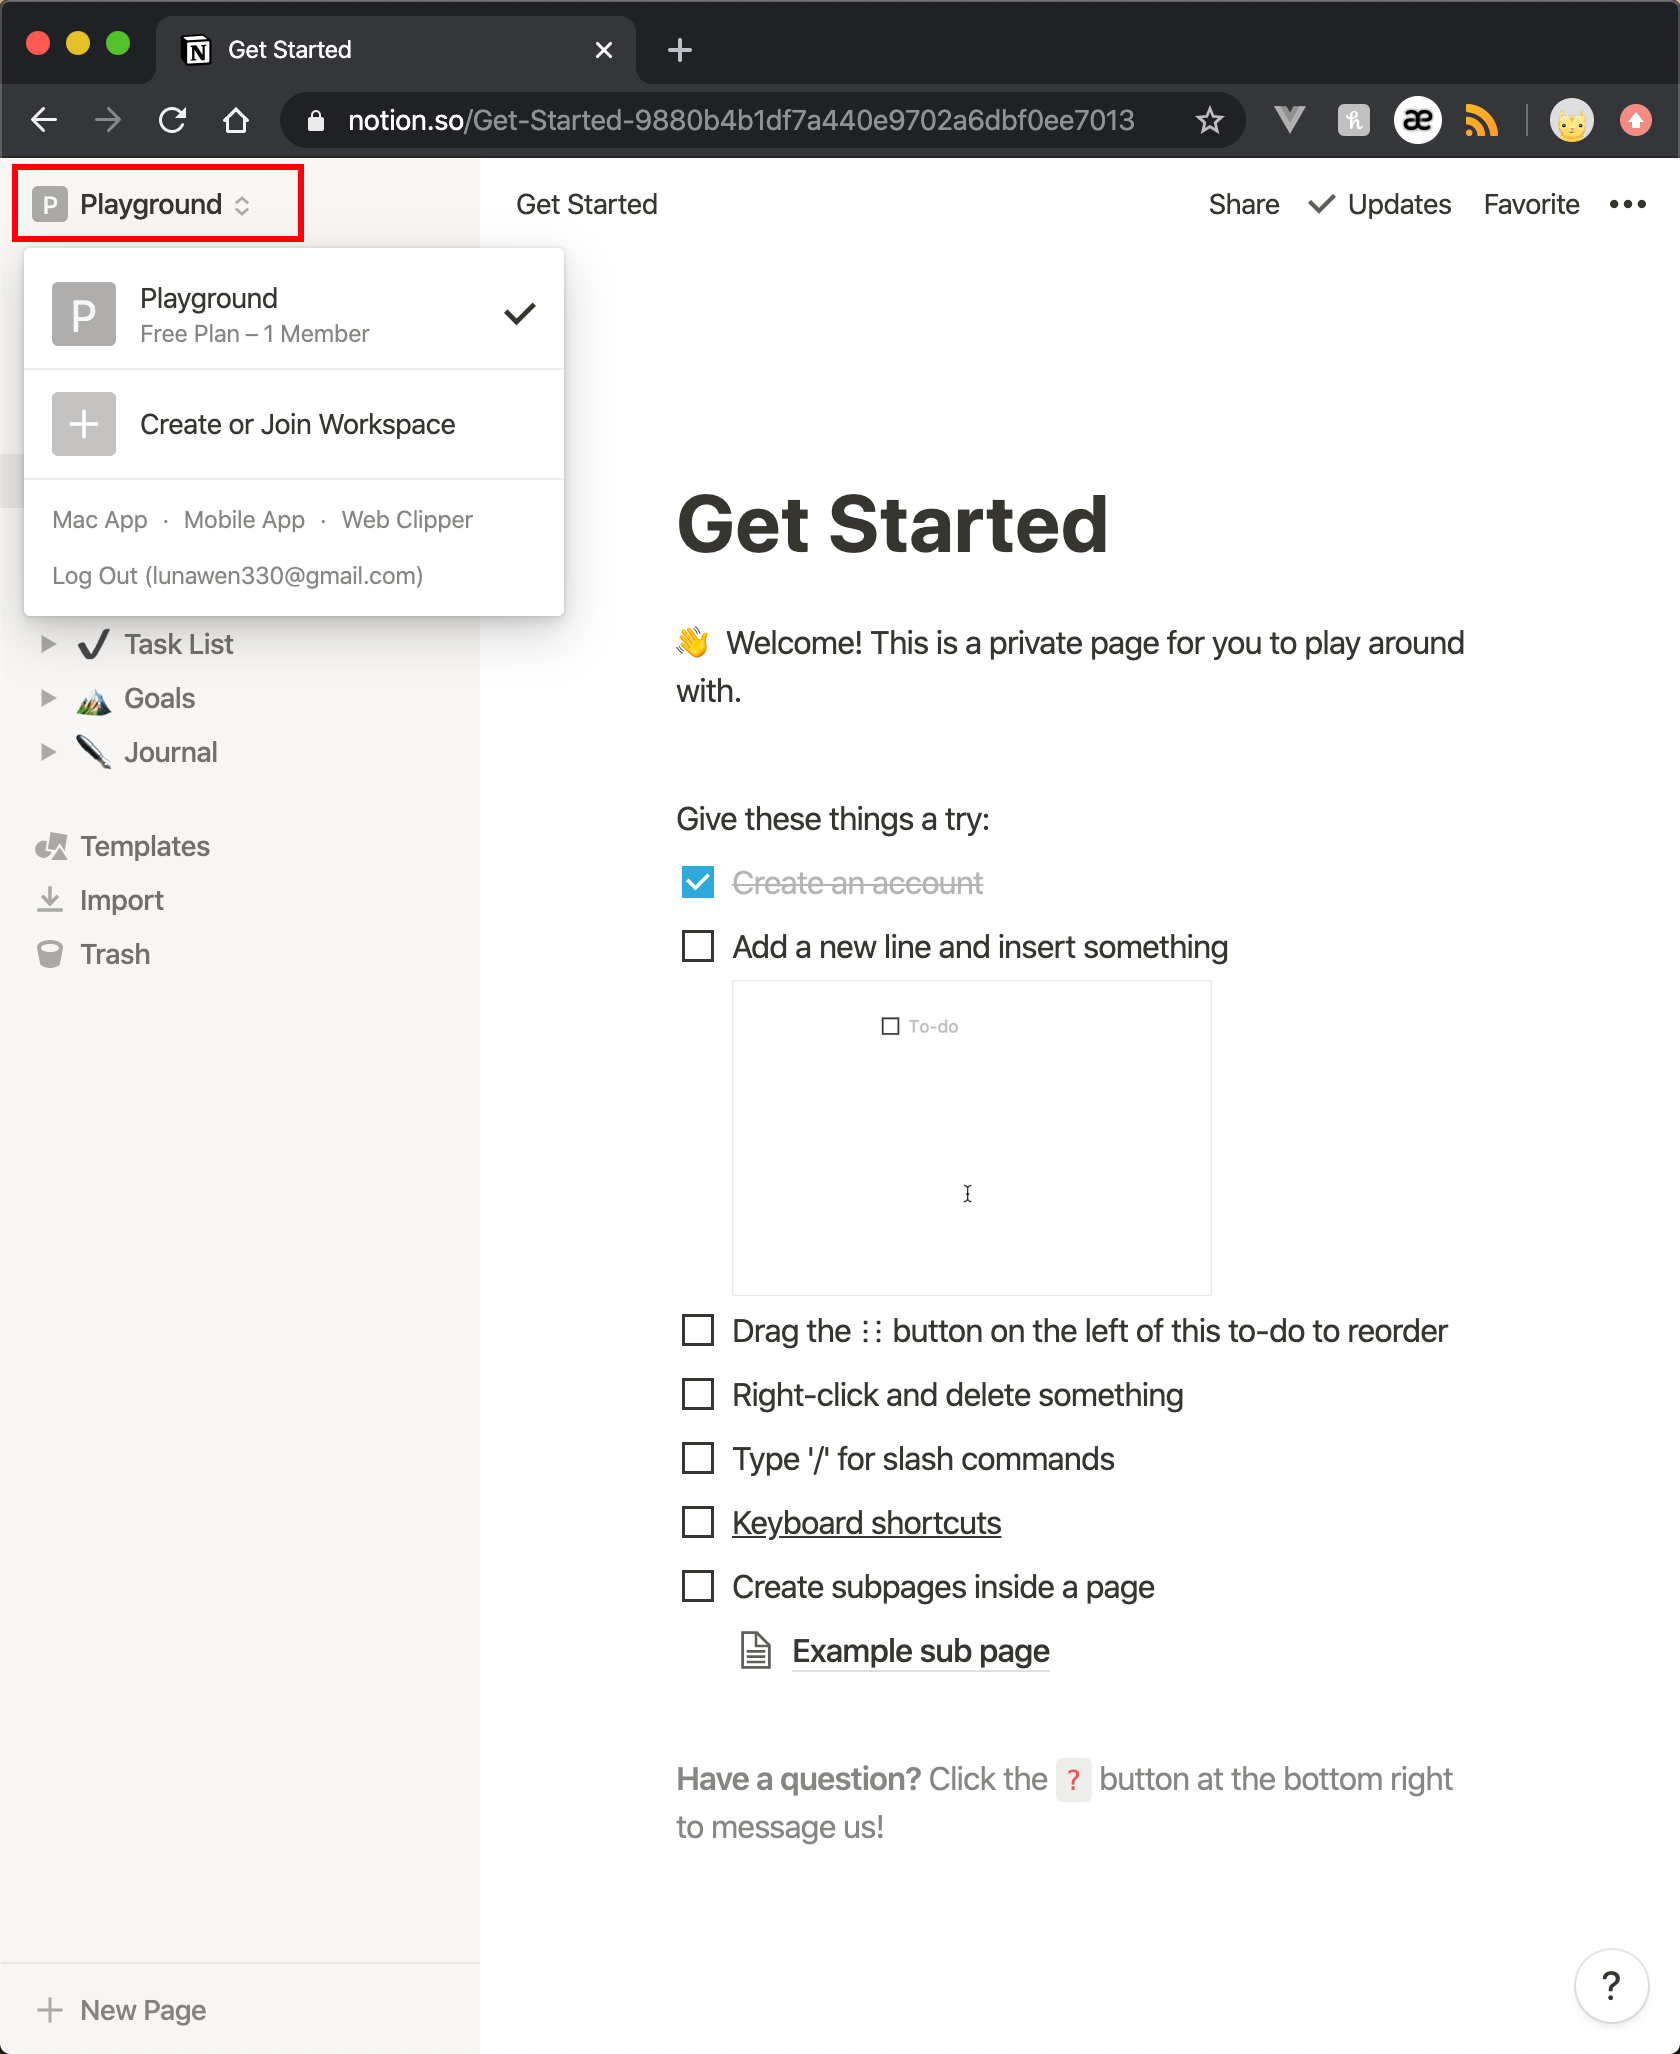 Get Started
notion.so/Get-Started-9880b4b1df7a440e9702a6dbf0ee7013
P Playground
Get Started
Share
Updates
Favorite
P
Playground
Free Plan – 1 Member
Create or Join Workspace
Mac App · Mobile App · Web Clipper
Log Out (lunawen330@gmail.com)
Task List
Goals
Journal
Templates
Import
Trash
New Page
Get Started
👋 Welcome! This is a private page for you to play around
with.
Give these things a try:
Create an account
Add a new line and insert something
To-do
Drag the ⋮⋮ button on the left of this to-do to reorder
Right-click and delete something
Type '/' for slash commands
Keyboard shortcuts
Create subpages inside a page
Example sub page
Have a question? Click the ? button at the bottom right
to message us!
?